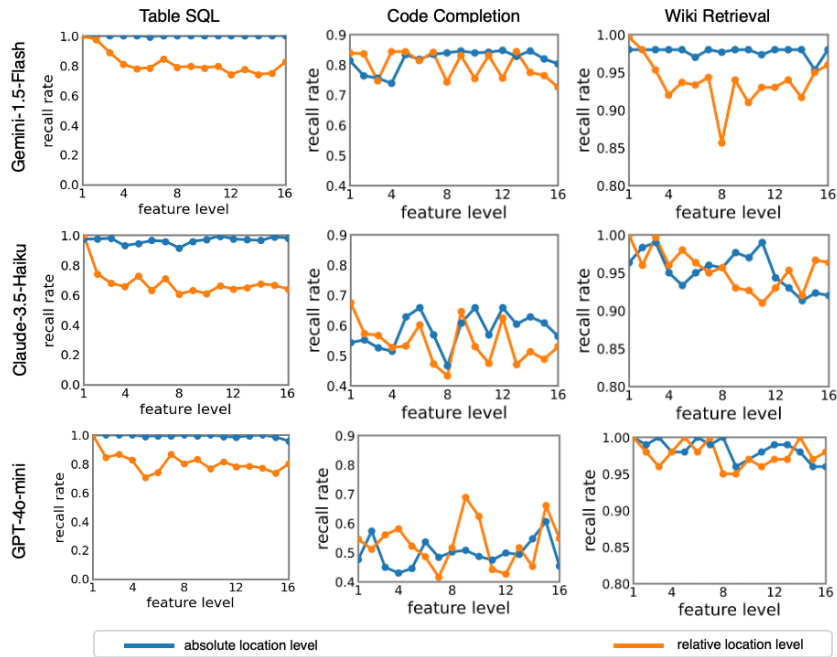 Table SQL Code Completion Wiki Retrieval
Gemini-1.5-Flash
recall rate
1.0
0.8
0.6
0.4
0.2
0.0
1 4 8 12 16
feature level
recall rate
0.9
0.8
0.7
0.6
0.5
0.4
1 4 8 12 16
feature level
recall rate
1.00
0.95
0.90
0.85
0.80
1 4 8 12 16
feature level
Claude-3.5-Haiku
recall rate
1.0
0.8
0.6
0.4
0.2
0.0
1 4 8 12 16
feature level
recall rate
0.9
0.8
0.7
0.6
0.5
0.4
1 4 8 12 16
feature level
recall rate
1.00
0.95
0.90
0.85
0.80
1 4 8 12 16
feature level
GPT-4o-mini
recall rate
1.0
0.8
0.6
0.4
0.2
0.0
1 4 8 12 16
feature level
recall rate
0.9
0.8
0.7
0.6
0.5
0.4
1 4 8 12 16
feature level
recall rate
1.00
0.95
0.90
0.85
0.80
1 4 8 12 16
feature level
absolute location level relative location level